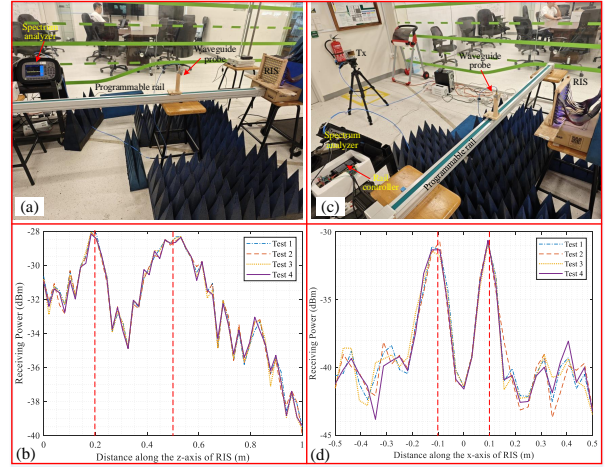 Spectrum
analyzer
Waveguide
probe
RIS
Programmable rail
(a)
Tx
Waveguide
probe
RIS
Spectrum
analyzer
Programmable rail
controller
(c)
-28
-30
-32
-34
-36
-38
-40
Receiving Power (dBm)
Test 1
Test 2
Test 3
Test 4
0
0.2
0.4
0.6
0.8
1
Distance along the z-axis of RIS (m)
(b)
-30
-35
-40
-45
Receiving Power (dBm)
Test 1
Test 2
Test 3
Test 4
-0.5
-0.4
-0.3
-0.2
-0.1
0
0.1
0.2
0.3
0.4
0.5
Distance along the x-axis of RIS (m)
(d)